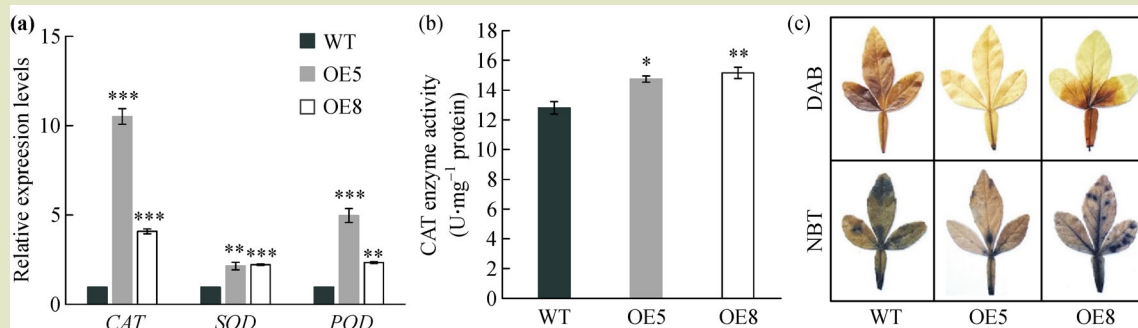 (a)
Relative expreesion levels
15
10
5
0
***
***
**
***
***
**
CAT
SOD
POD
WT
OE5
OE8
(b)
CAT enzyme activity
(U·mg⁻¹ protein)
18
16
14
12
10
8
6
4
2
0
*
**
WT
OE5
OE8
(c)
DAB
NBT
WT
OE5
OE8